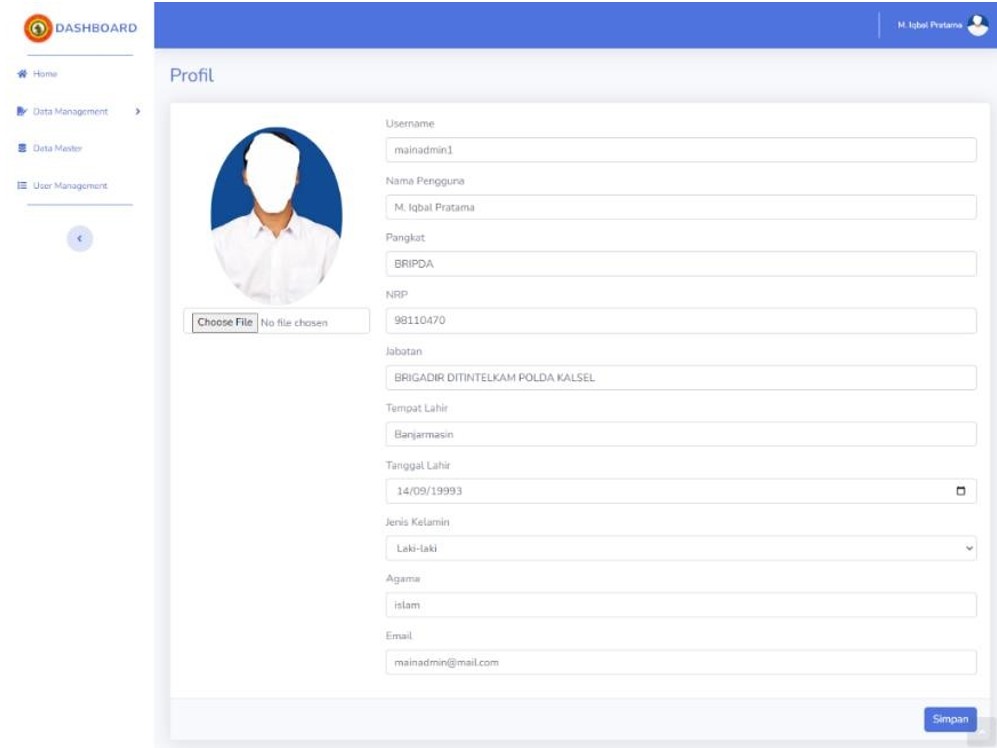 DASHBOARD
M. Iqbal Pratama
Home
Data Management
Data Master
User Management
Profil
Choose File No file chosen
Username
mainadmin1
Nama Pengguna
M. Iqbal Pratama
Pangkat
BRIPDA
NRP
98110470
Jabatan
BRIGADIR DITINTELKAM POLDA KALSEL
Tempat Lahir
Banjarmasin
Tanggal Lahir
14/09/19993
Jenis Kelamin
Laki-laki
Agama
islam
Email
mainadmin@mail.com
Simpan